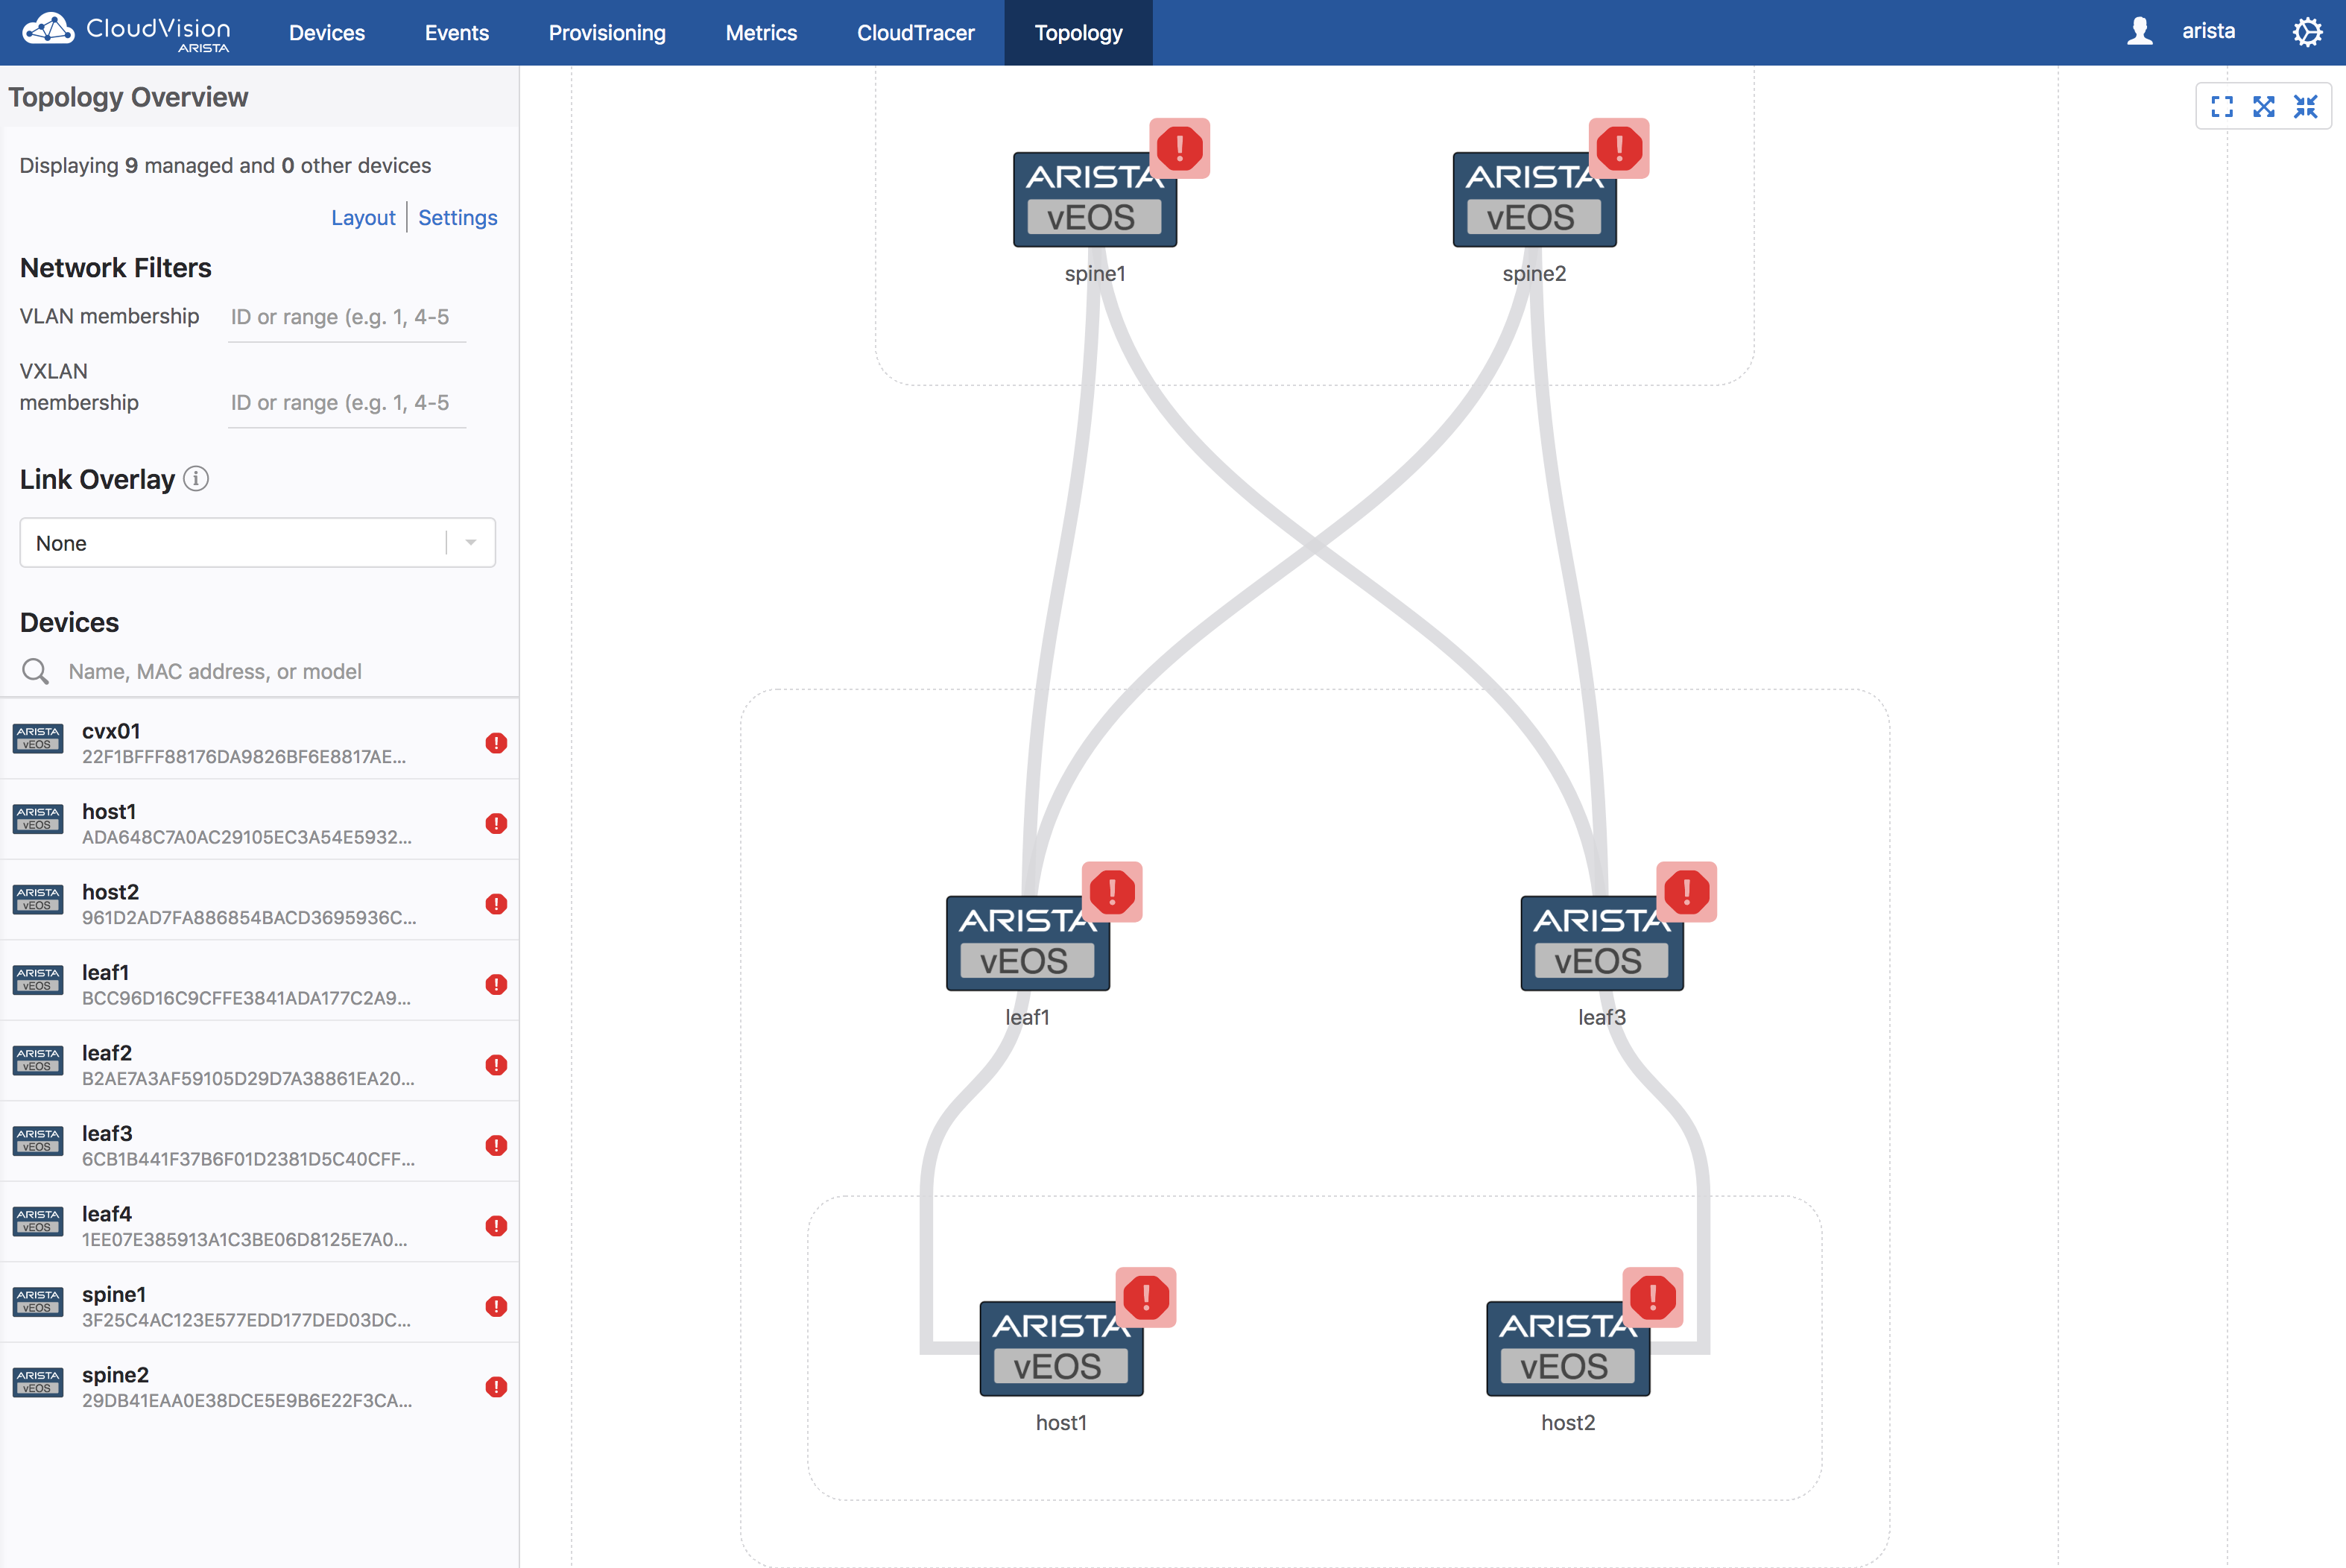 CloudVision
ARISTA
Devices
Events
Provisioning
Metrics
CloudTracer
Topology
arista
Topology Overview
Displaying 9 managed and 0 other devices
Layout
Settings
Network Filters
VLAN membership
ID or range (e.g. 1, 4-5
VXLAN
membership
ID or range (e.g. 1, 4-5
Link Overlay
None
Devices
Name, MAC address, or model
ARISTA
vEOS
cvx01
22F1BFFF88176DA9826BF6E8817AE...
ARISTA
vEOS
host1
ADA648C7A0AC29105EC3A54E5932...
ARISTA
vEOS
host2
961D2AD7FA886854BACD3695936C...
ARISTA
vEOS
leaf1
BCC96D16C9CFFE3841ADA177C2A9...
ARISTA
vEOS
leaf2
B2AE7A3AF59105D29D7A38861EA20...
ARISTA
vEOS
leaf3
6CB1B441F37B6F01D2381D5C40CFF...
ARISTA
vEOS
leaf4
1EE07E385913A1C3BE06D8125E7A0...
ARISTA
vEOS
spine1
3F25C4AC123E577EDD177DED03DC...
ARISTA
vEOS
spine2
29DB41EAA0E38DCE5E9B6E22F3CA...
ARISTA
vEOS
spine1
ARISTA
vEOS
spine2
ARISTA
vEOS
leaf1
ARISTA
vEOS
leaf3
ARISTA
vEOS
host1
ARISTA
vEOS
host2